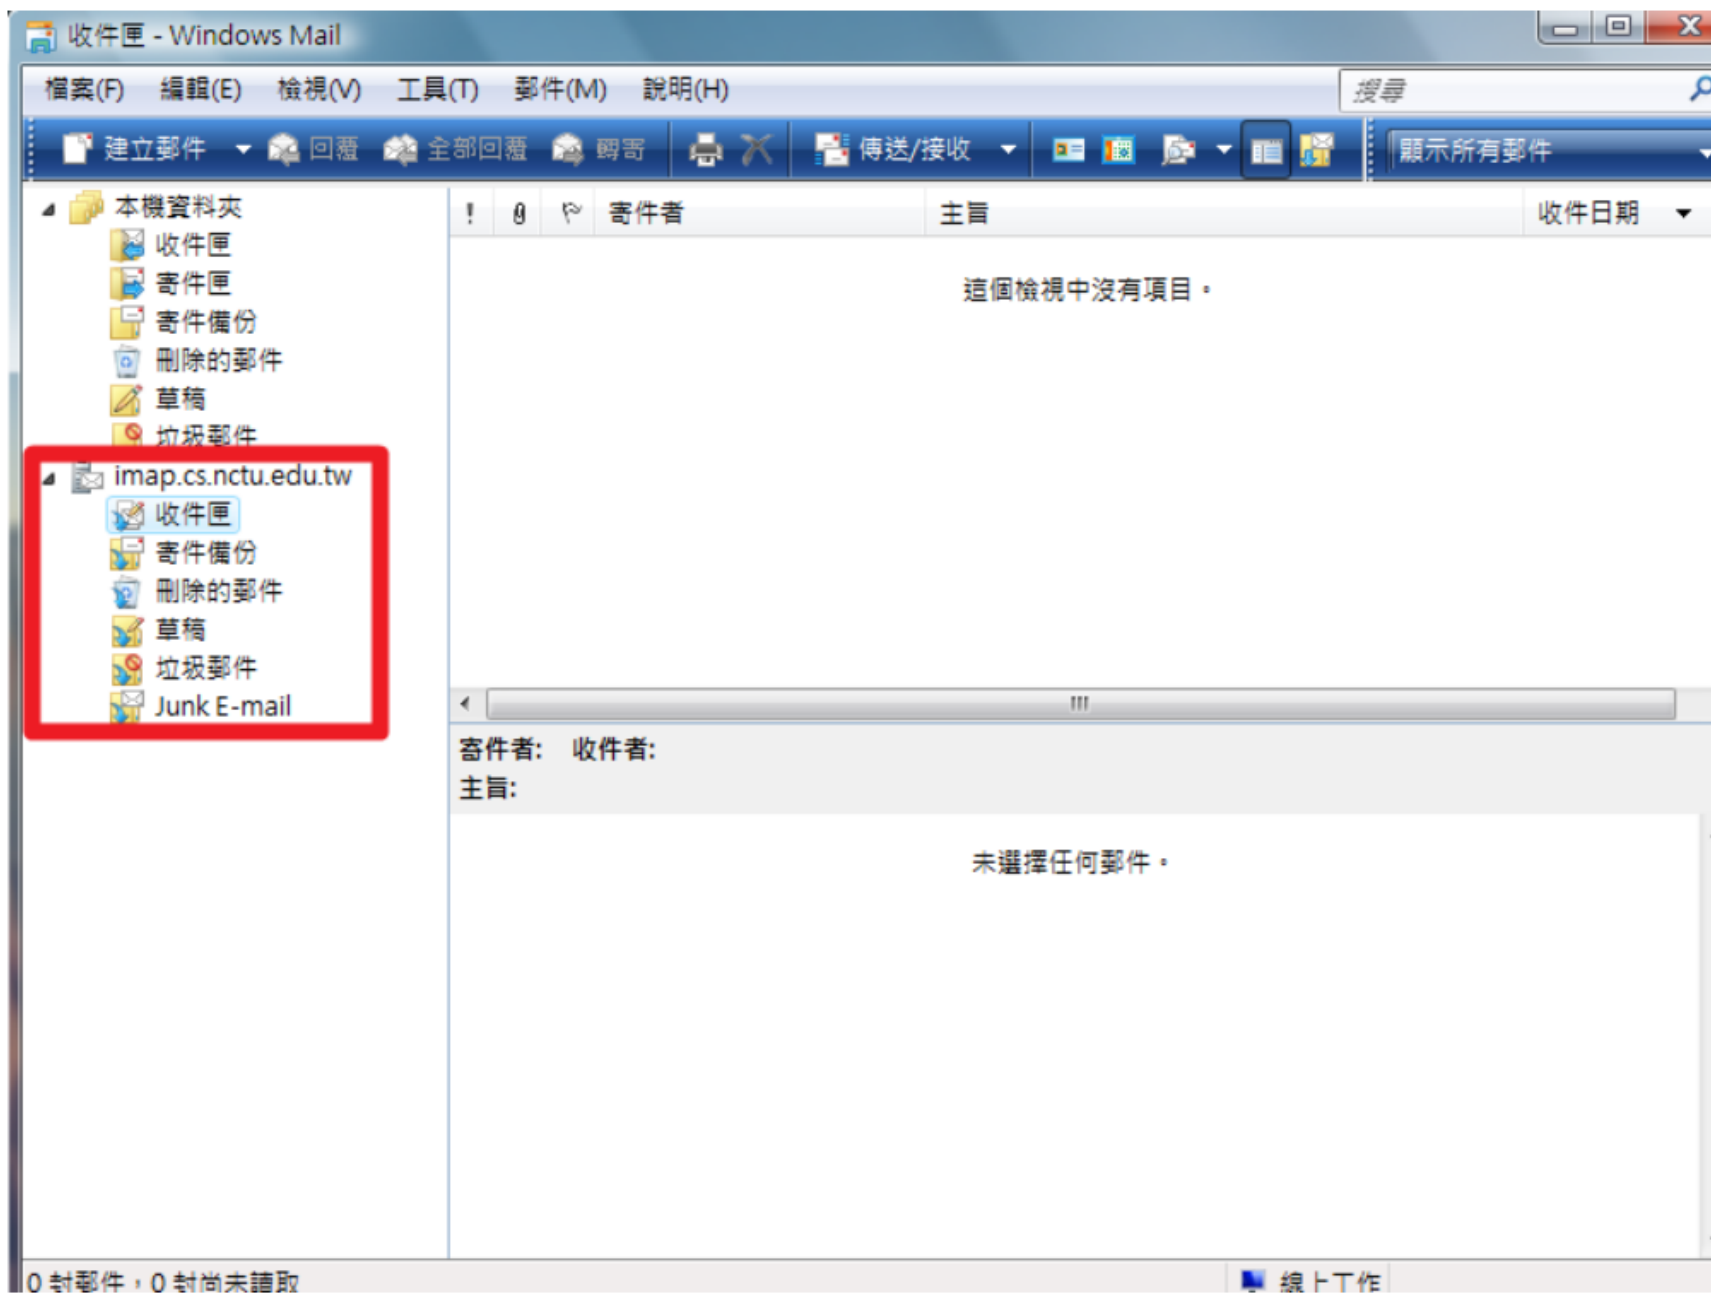 收件匣 - Windows Mail
檔案(F) 編輯(E) 檢視(V) 工具(T) 郵件(M) 說明(H) 搜尋
建立郵件 回覆 全部回覆 轉寄 傳送/接收 顯示所有郵件
本機資料夾
收件匣
寄件匣
寄件備份
刪除的郵件
草稿
垃圾郵件
imap.cs.nctu.edu.tw
收件匣
寄件備份
刪除的郵件
草稿
垃圾郵件
Junk E-mail
! 寄件者 主旨 收件日期
這個檢視中沒有項目。
寄件者: 收件者:
主旨:
未選擇任何郵件。
0 封郵件，0 封尚未讀取 線上工作